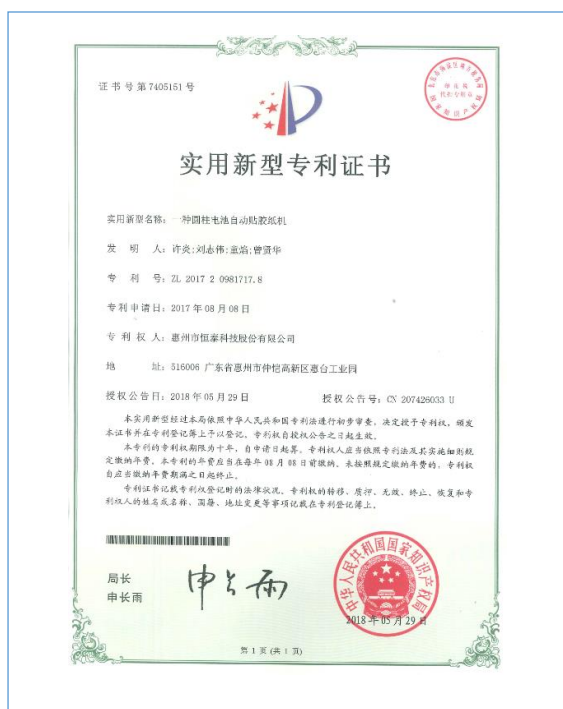 证书号第7405151号
实用新型专利证书
实用新型名称：一种圆柱电池自动贴胶纸机
发 明 人：许炎;刘志伟;童焰;曾贤华
专 利 号：ZL 2017 2 0981717.8
专利申请日：2017年08月08日
专 利 权 人：惠州市恒泰科技股份有限公司
地 址：516006 广东省惠州市仲恺高新区惠台工业园
授权公告日：2018年05月29日 授权公告号：CN 207426033 U
本实用新型经过本局依照中华人民共和国专利法进行初步审查，决定授予专利权，颁发
本证书并在专利登记簿上予以登记。专利权自授权公告之日起生效。
本专利的专利权期限为十年，自申请日起算。专利权人应当依照专利法及其实施细则规
定缴纳年费。本专利的年费应当在每年08月08日前缴纳。未按照规定缴纳年费的，专利权
自应当缴纳年费期满之日起终止。
专利证书记载专利权登记时的法律状况。专利权的转移、质押、无效、终止、恢复和专
利权人的姓名或名称、国籍、地址变更等事项记载在专利登记簿上。
局长
申长雨
申长雨
中华人民共和国国家知识产权局
2018年05月29日
第 1 页 (共 1 页)